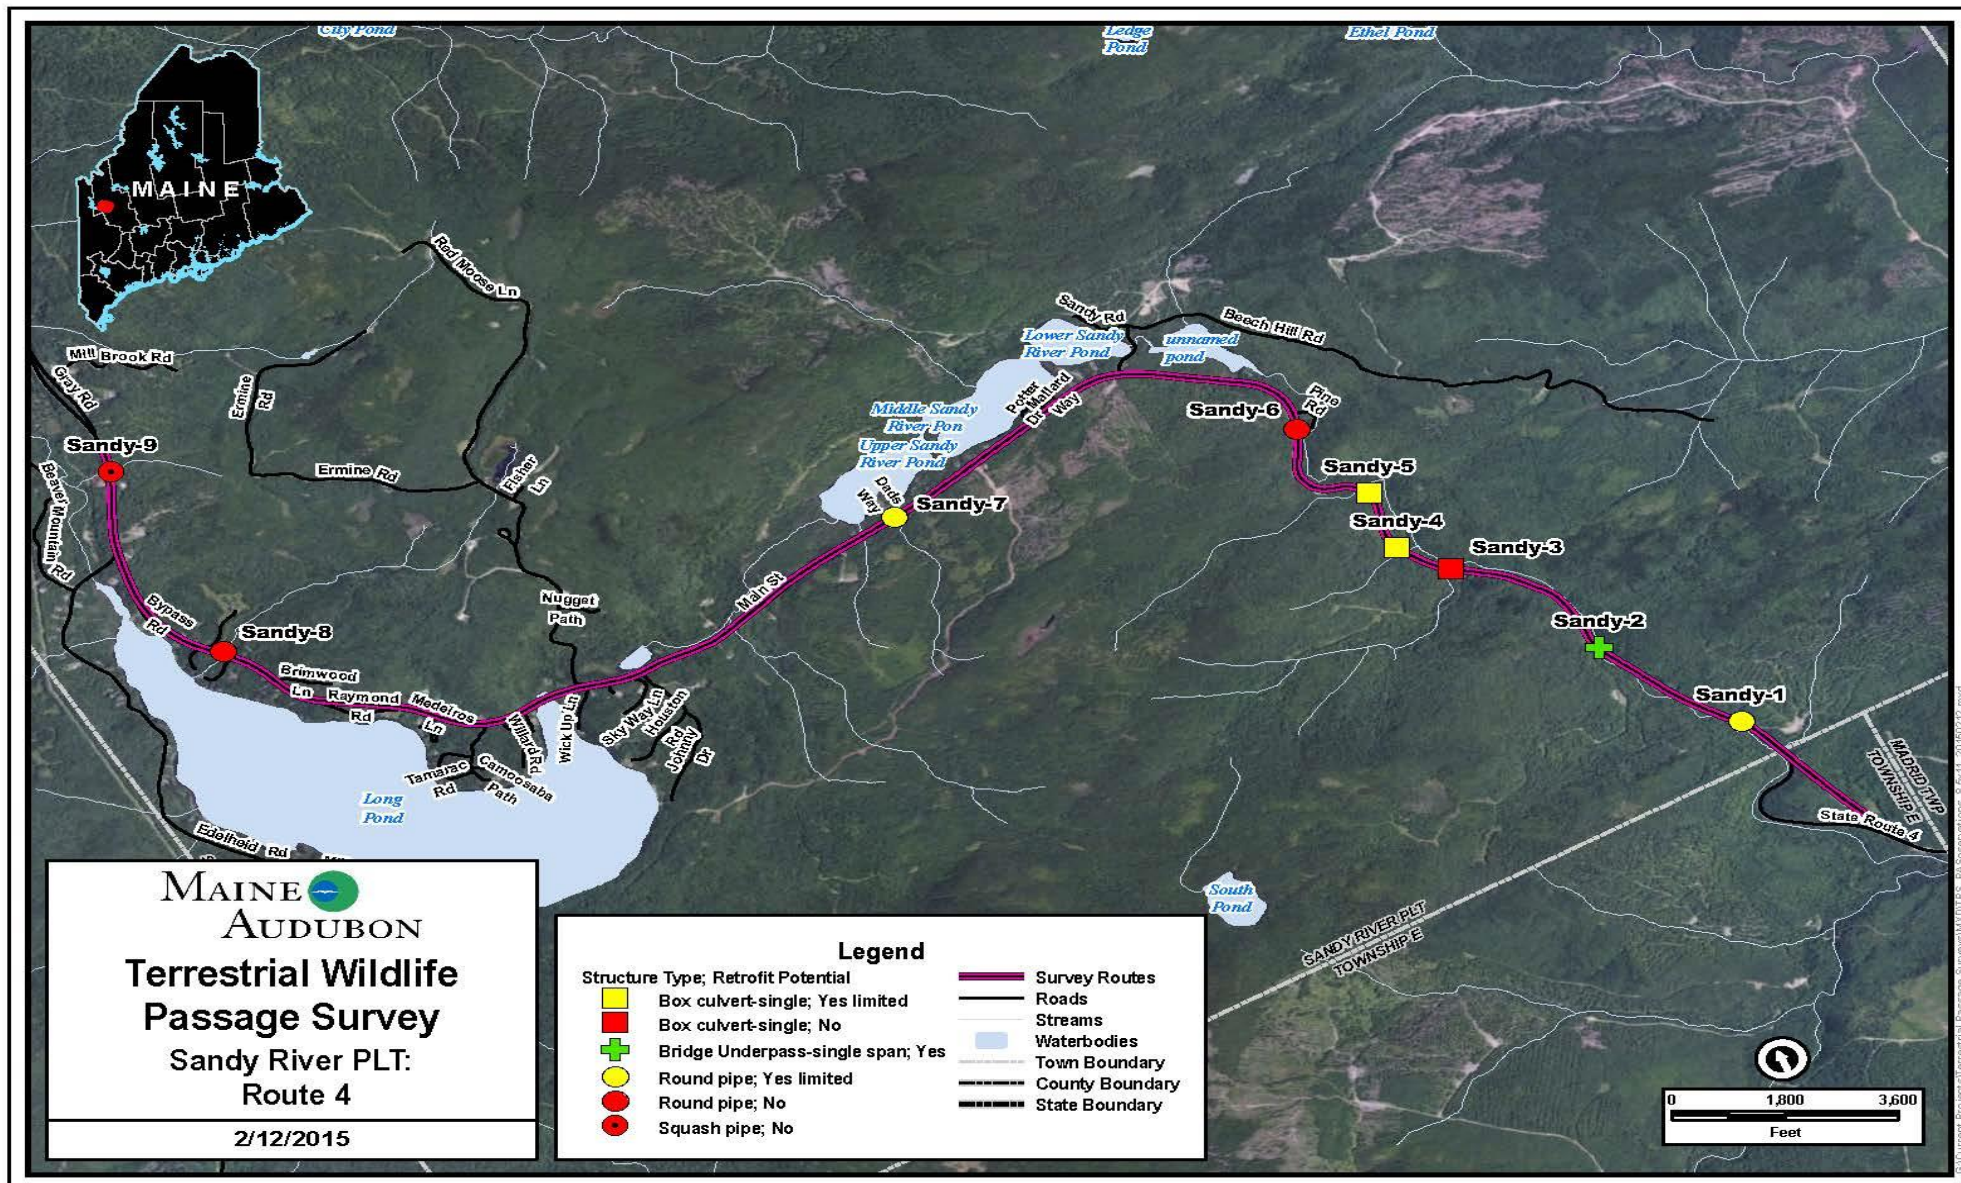 City Pond
Ledge
Pond
Ethel Pond
MAINE
Red Moose Ln
Mill Brook Rd
Gray Rd
Ermine
Rd
Sandy-9
Beaver Mountain Rd
Ermine Rd
Fisher
Ln
Bypass
Rd
Sandy-8
Brimwood
Ln
Raymond
Rd
Medeiros
Ln
Nugget
Path
Willard Rd
Wick Up Ln
Sky Way Ln
Houston
Rd
Johnny
Dr
Tamarac
Rd
Camoosaba
Path
Long
Pond
Edelheid Rd
Main St
Dads
Way
Sandy-7
Upper Sandy
River Pond
Middle Sandy
River Pon
Potter
Dr
Mallard
Way
Lower Sandy
River Pond
Sandy Rd
unnamed
pond
Beech Hill Rd
Pine
Rd
Sandy-6
Sandy-5
Sandy-4
Sandy-3
Sandy-2
Sandy-1
State Route 4
MADRID TWP
TOWNSHIP E
SANDY RIVER PLT
TOWNSHIP E
South
Pond
MAINE
AUDUBON
Terrestrial Wildlife
Passage Survey
Sandy River PLT:
Route 4
2/12/2015
Legend
Structure Type; Retrofit Potential
Box culvert-single; Yes limited
Box culvert-single; No
Bridge Underpass-single span; Yes
Round pipe; Yes limited
Round pipe; No
Squash pipe; No
Survey Routes
Roads
Streams
Waterbodies
Town Boundary
County Boundary
State Boundary
0 1,800 3,600
Feet